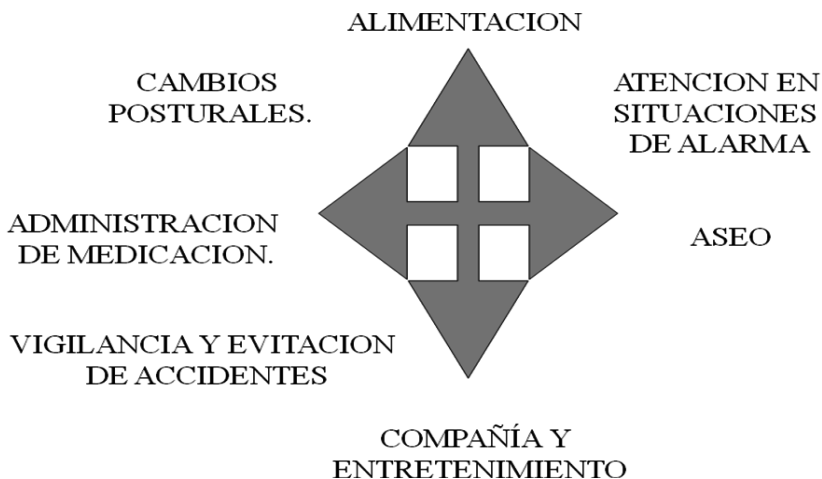 ALIMENTACION
CAMBIOS
POSTURALES.
ATENCION EN
SITUACIONES
DE ALARMA
ADMINISTRACION
DE MEDICACION.
ASEO
VIGILANCIA Y EVITACION
DE ACCIDENTES
COMPAÑÍA Y
ENTRETENIMIENTO